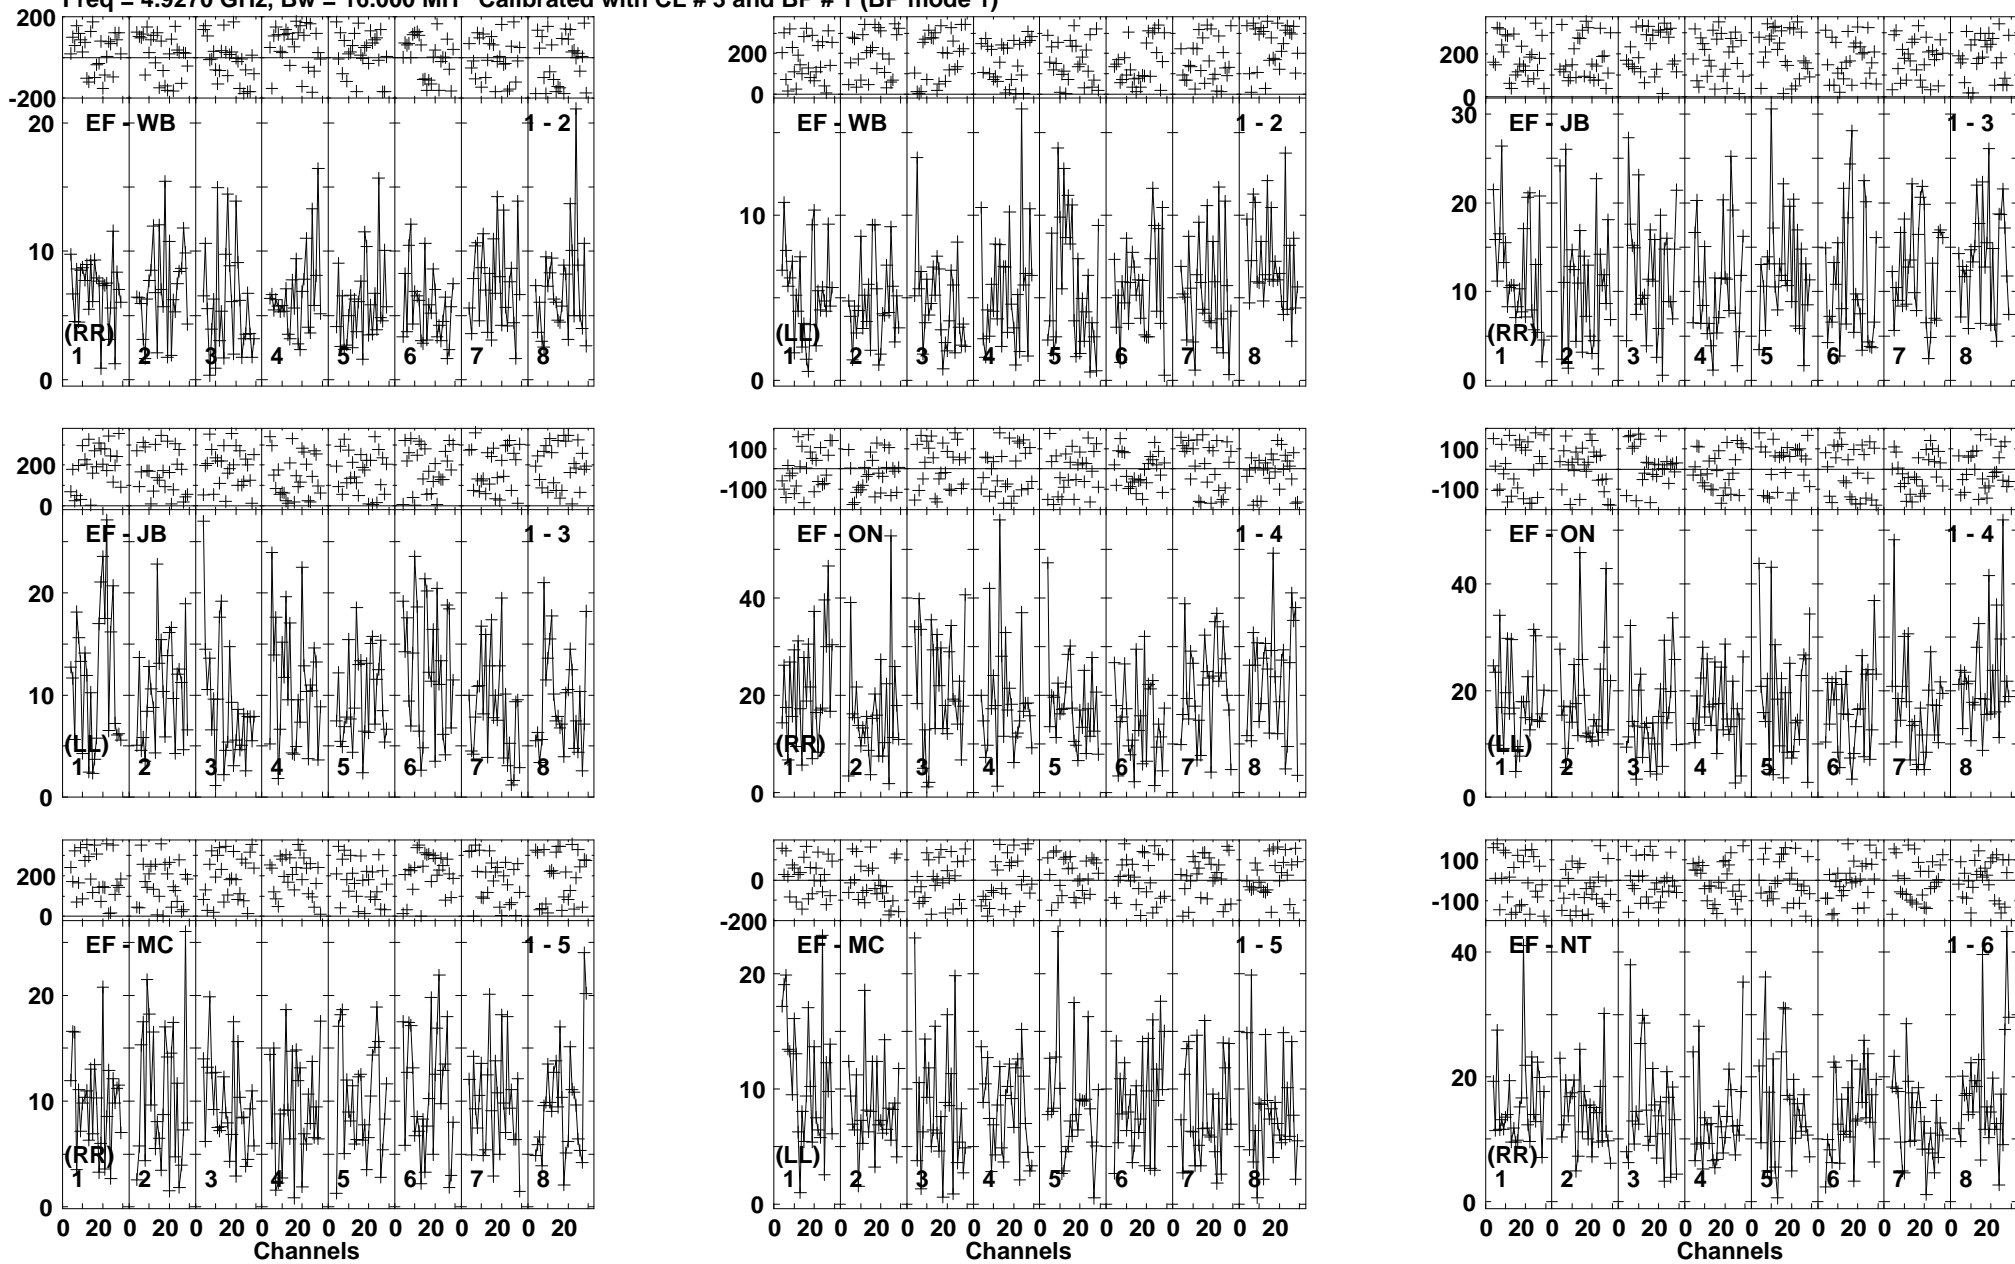 Freq = 4.9270 GHz, Bw = 16.000 MH Calibrated with CL # 3 and BP # 1 (BP mode 1)
200
-200
20
10
0
EF - WB 1 - 2
(RR)
1 2 3 4 5 6 7 8
200
0
10
0
EF - WB 1 - 2
(LL)
1 2 3 4 5 6 7 8
200
0
30
20
10
0
EF - JB 1 - 3
(RR)
1 2 3 4 5 6 7 8
200
0
20
10
0
EF - JB 1 - 3
(LL)
1 2 3 4 5 6 7 8
100
-100
40
20
0
EF - ON 1 - 4
(RR)
1 2 3 4 5 6 7 8
100
-100
40
20
0
EF - ON 1 - 4
(LL)
1 2 3 4 5 6 7 8
200
0
20
10
0
EF - MC 1 - 5
(RR)
1 2 3 4 5 6 7 8
0 20 0 20 0 20 0 20 0 20 0 20 0 20 0 20
Channels
0
-200
20
10
0
EF - MC 1 - 5
(LL)
1 2 3 4 5 6 7 8
0 20 0 20 0 20 0 20 0 20 0 20 0 20 0 20
Channels
100
-100
40
20
0
EF - NT 1 - 6
(RR)
1 2 3 4 5 6 7 8
0 20 0 20 0 20 0 20 0 20 0 20 0 20 0 20
Channels